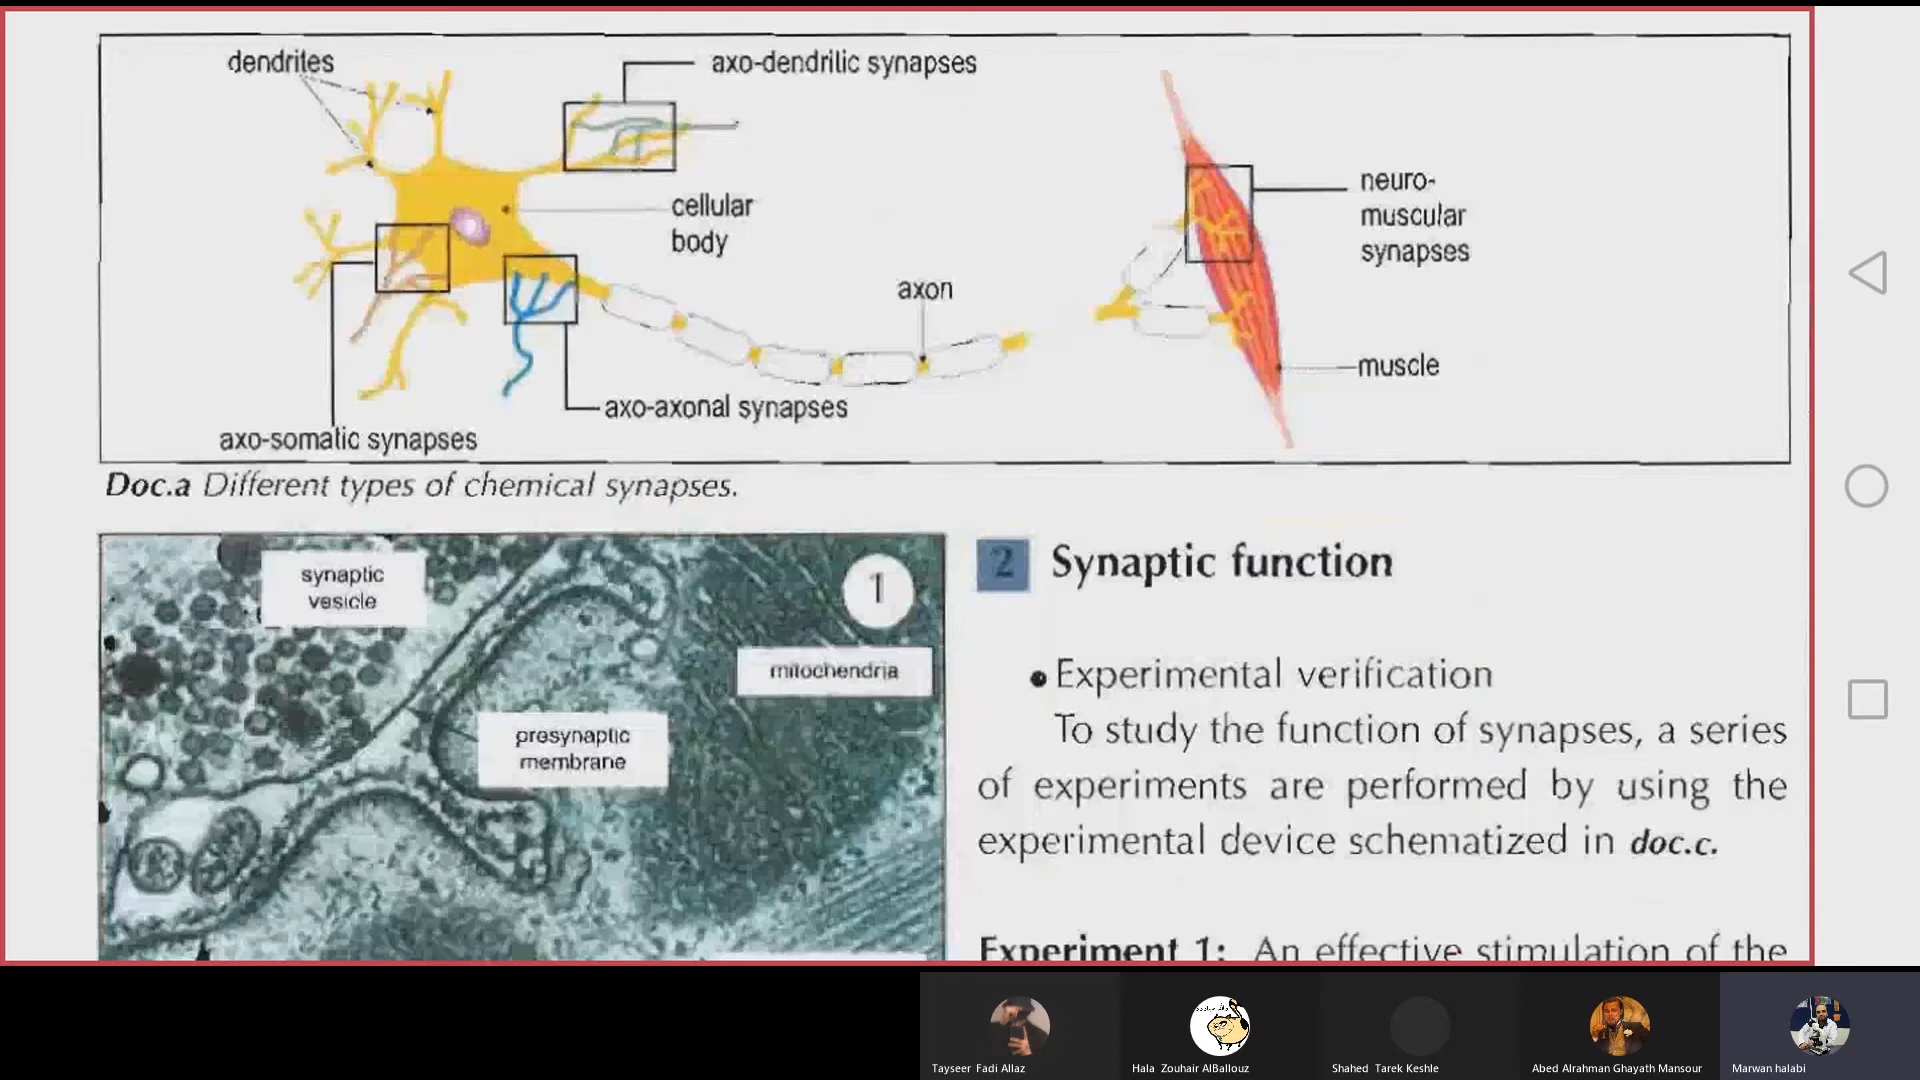 dendrites
axo-dendrilic synapses
cellular
body
neuro-
muscular
synapses
axon
muscle
axo-axonal synapses
axo-somatic synapses
Doc.a Different types of chemical synapses.
synaptic
vesicle
1
mitochendria
presynaptic
membrane
2 Synaptic function
• Experimental verification
To study the function of synapses, a series
of experiments are performed by using the
experimental device schematized in doc.c.
Experiment 1: An effective stimulation of the
Tayseer Fadi Allaz
Hala Zouhair AlBallouz
Shahed Tarek Keshle
Abed Alrahman Ghayath Mansour
Marwan halabi